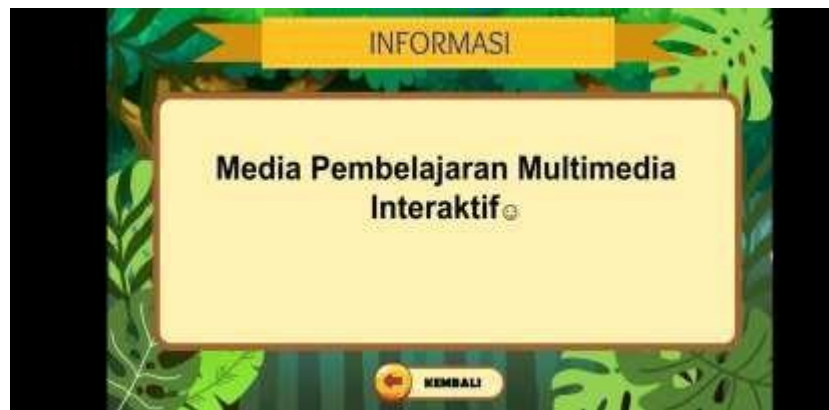 INFORMASI
Media Pembelajaran Multimedia
Interaktif☺
KEMBALI